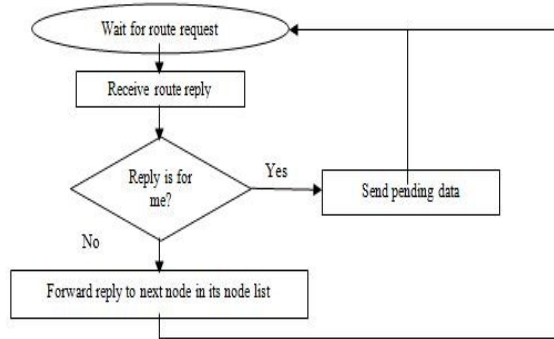 Wait for route request
Receive route reply
Reply is for
me?
Yes
Send pending data
No
Forward reply to next node in its node list